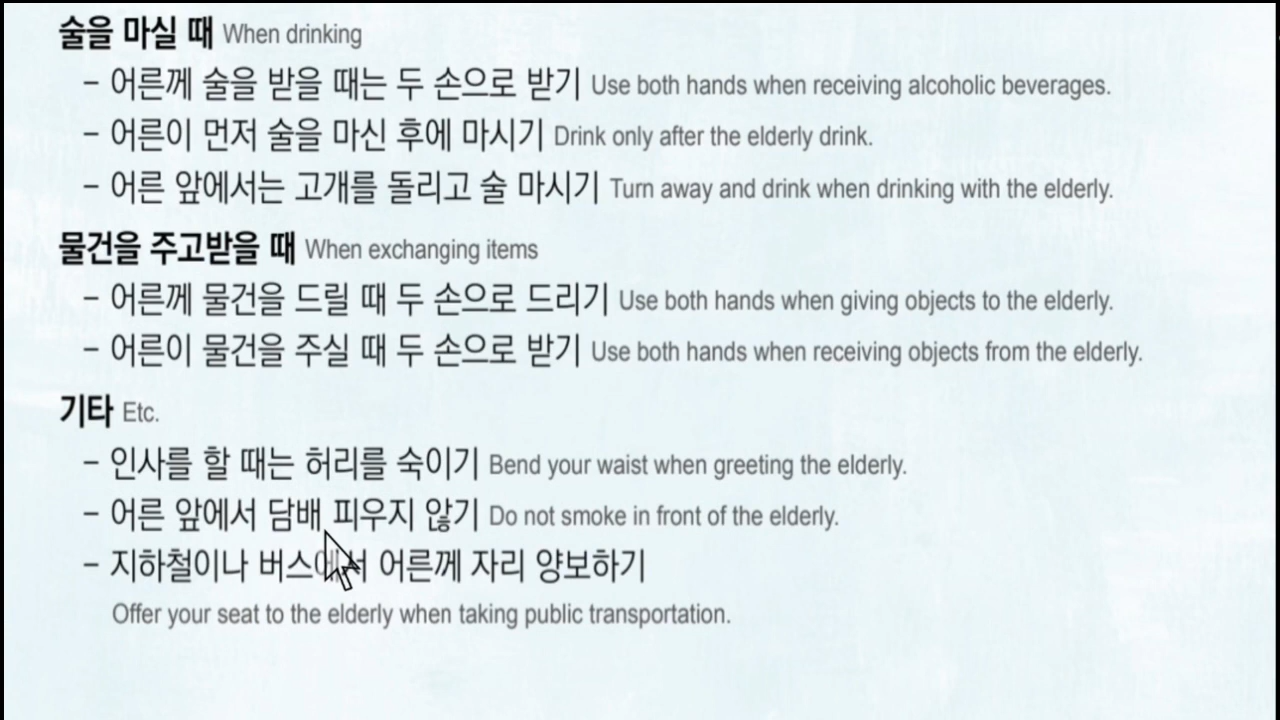 술을 마실 때 When drinking
– 어른께 술을 받을 때는 두 손으로 받기 Use both hands when receiving alcoholic beverages.
– 어른이 먼저 술을 마신 후에 마시기 Drink only after the elderly drink.
– 어른 앞에서는 고개를 돌리고 술 마시기 Turn away and drink when drinking with the elderly.
물건을 주고받을 때 When exchanging items
– 어른께 물건을 드릴 때 두 손으로 드리기 Use both hands when giving objects to the elderly.
– 어른이 물건을 주실 때 두 손으로 받기 Use both hands when receiving objects from the elderly.
기타 Etc.
– 인사를 할 때는 허리를 숙이기 Bend your waist when greeting the elderly.
– 어른 앞에서 담배 피우지 않기 Do not smoke in front of the elderly.
– 지하철이나 버스에서 어른께 자리 양보하기
Offer your seat to the elderly when taking public transportation.